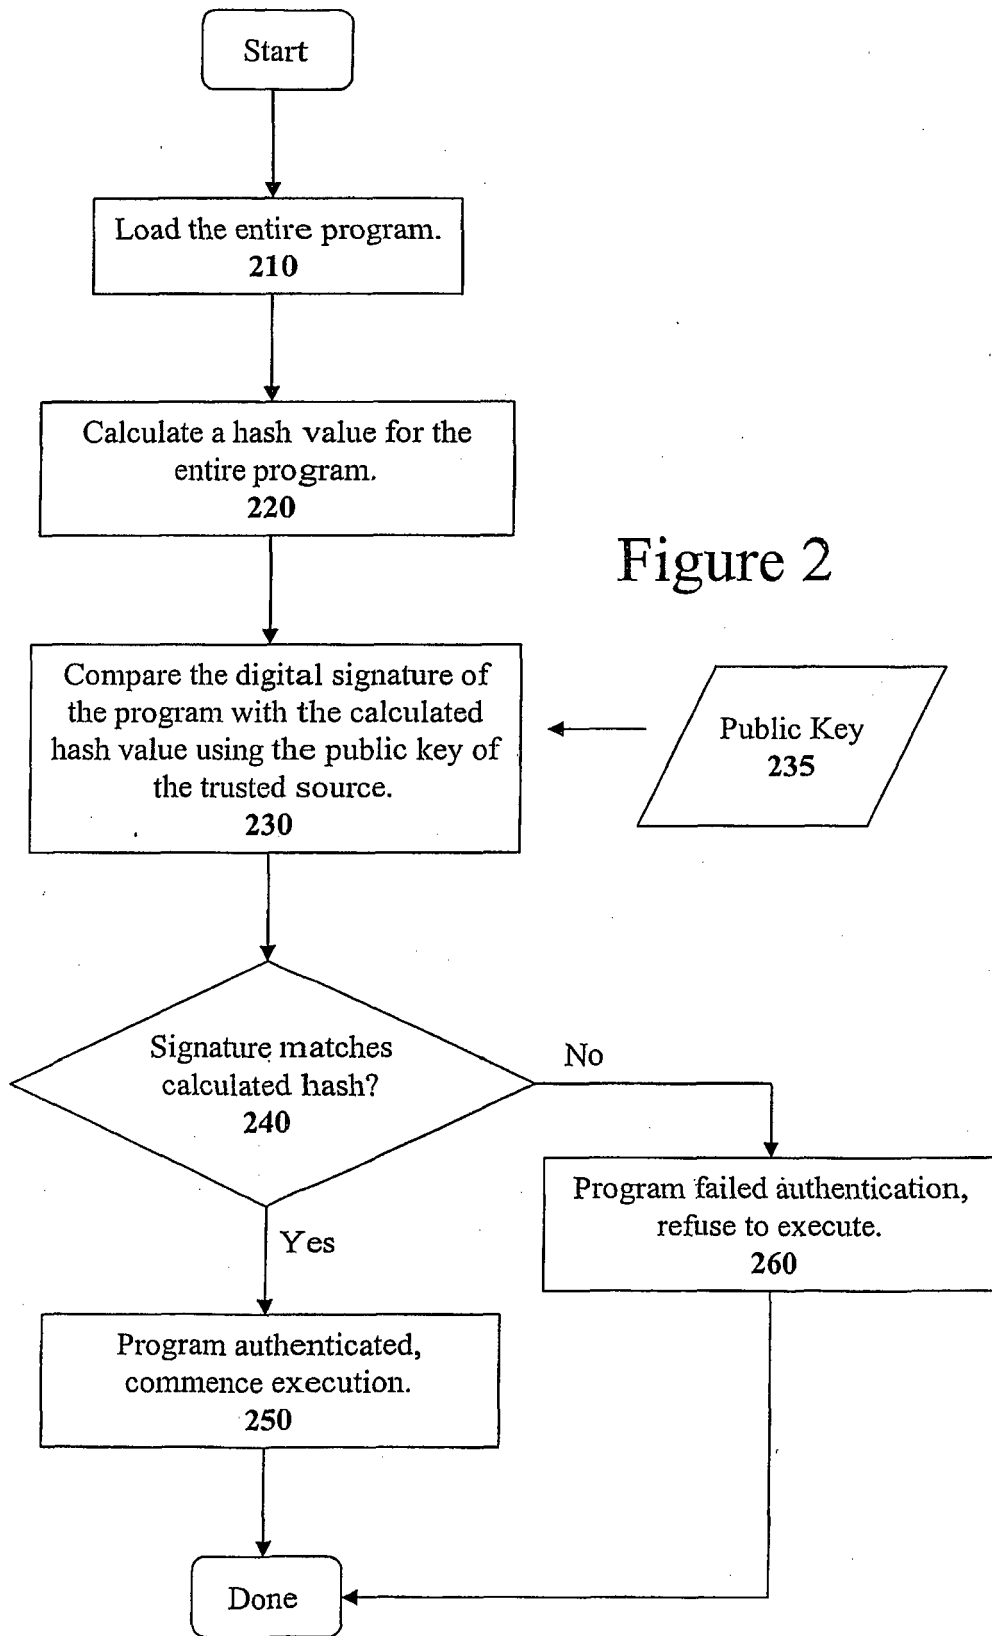 Start
Load the entire program.
210
Calculate a hash value for the
entire program.
220
Figure 2
Compare the digital signature of
the program with the calculated
hash value using the public key of
the trusted source.
230
Public Key
235
Signature matches
calculated hash?
240
No
Yes
Program failed authentication,
refuse to execute.
260
Program authenticated,
commence execution.
250
Done